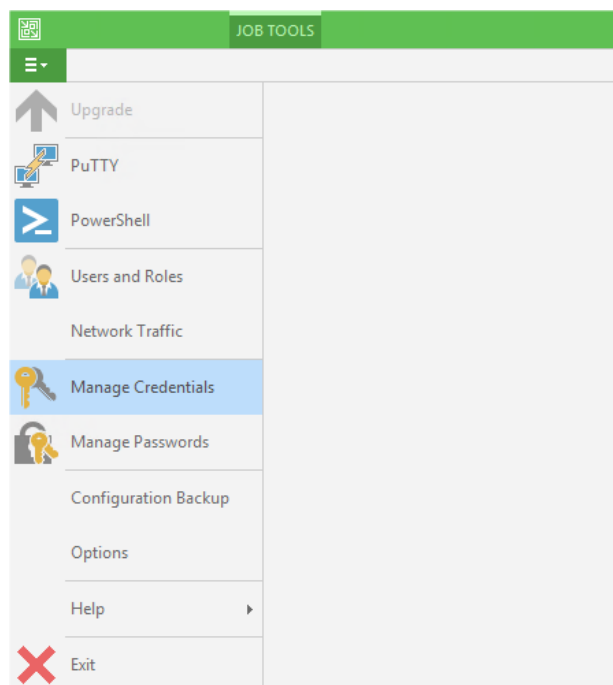 JOB TOOLS
Upgrade
PuTTY
PowerShell
Users and Roles
Network Traffic
Manage Credentials
Manage Passwords
Configuration Backup
Options
Help
Exit